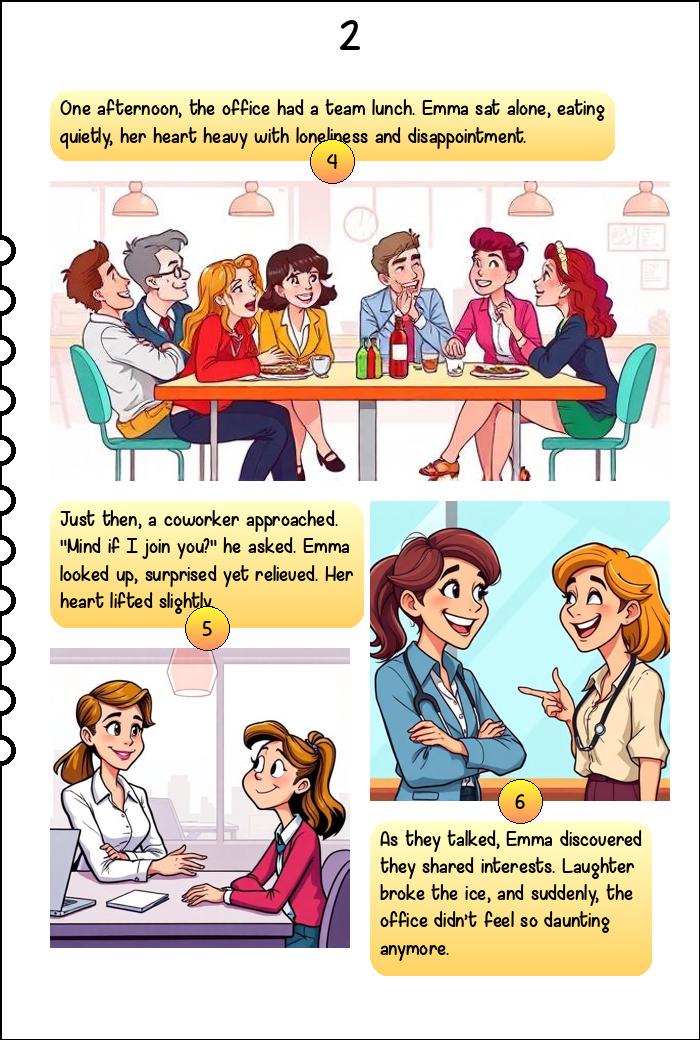 2
One afternoon, the office had a team lunch. Emma sat alone, eating
quietly, her heart heavy with loneliness and disappointment.
4
Just then, a coworker approached.
"Mind if I join you?" he asked. Emma
looked up, surprised yet relieved. Her
heart lifted slightly.
5
6
As they talked, Emma discovered
they shared interests. Laughter
broke the ice, and suddenly, the
office didn't feel so daunting
anymore.